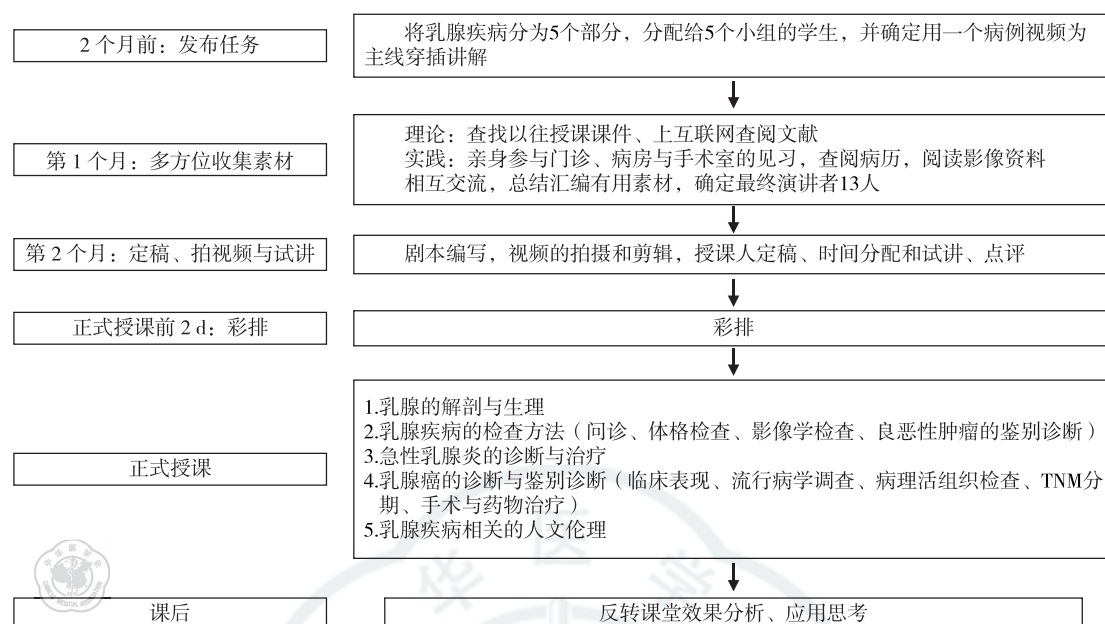 2 个月前：发布任务
将乳腺疾病分为5个部分，分配给5个小组的学生，并确定用一个病例视频为
主线穿插讲解
第 1 个月：多方位收集素材
理论：查找以往授课课件、上互联网查阅文献
实践：亲身参与门诊、病房与手术室的见习，查阅病历，阅读影像资料
相互交流，总结汇编有用素材，确定最终演讲者13人
第 2 个月：定稿、拍视频与试讲
剧本编写，视频的拍摄和剪辑，授课人定稿、时间分配和试讲、点评
正式授课前 2 d：彩排
彩排
正式授课
1.乳腺的解剖与生理
2.乳腺疾病的检查方法（问诊、体格检查、影像学检查、良恶性肿瘤的鉴别诊断）
3.急性乳腺炎的诊断与治疗
4.乳腺癌的诊断与鉴别诊断（临床表现、流行病学调查、病理活组织检查、TNM分
期、手术与药物治疗）
5.乳腺疾病相关的人文伦理
中华医学会
CHINESE MEDICAL ASSOCIATION
华医学
课后
反转课堂效果分析、应用思考